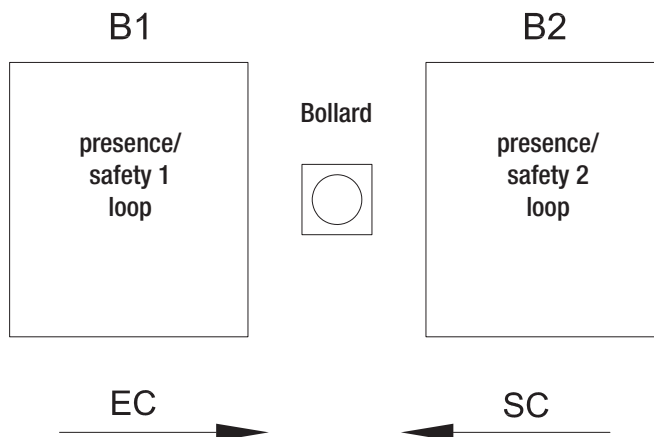 B1
B2
Bollard
presence/
safety 1
loop
presence/
safety 2
loop
EC
SC